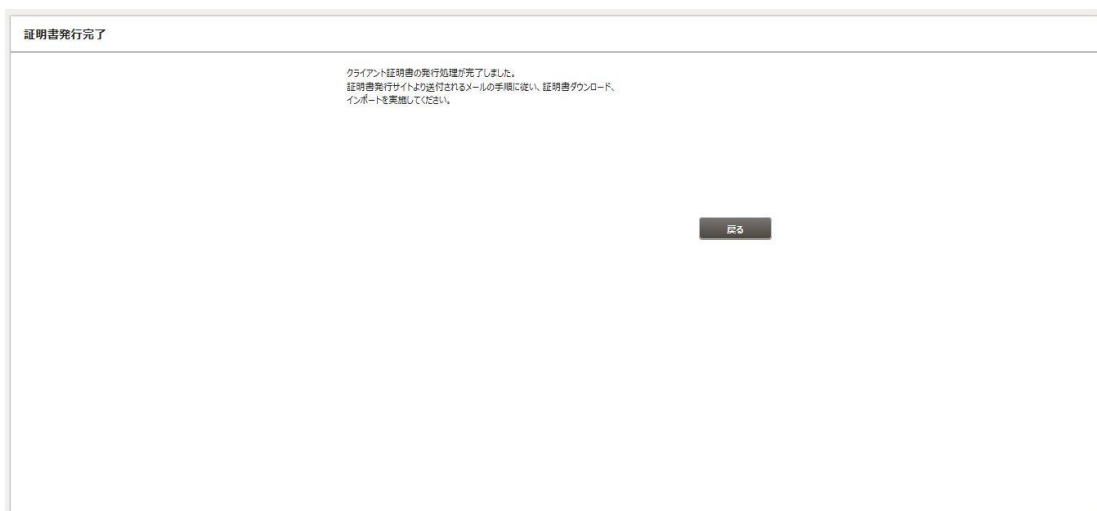 証明書発行完了
クライアント証明書の発行処理が完了しました。
証明書発行サイトより送付されるメールの手順に従い、証明書ダウンロード、
インポートを実施してください。
戻る